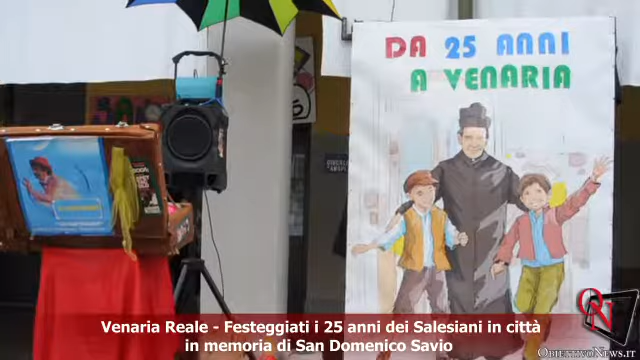 DA 25 ANNI
A VENARIA
Venaria Reale - Festeggiati i 25 anni dei Salesiani in città
in memoria di San Domenico Savio
ON
OBIETTIVONEWS.IT